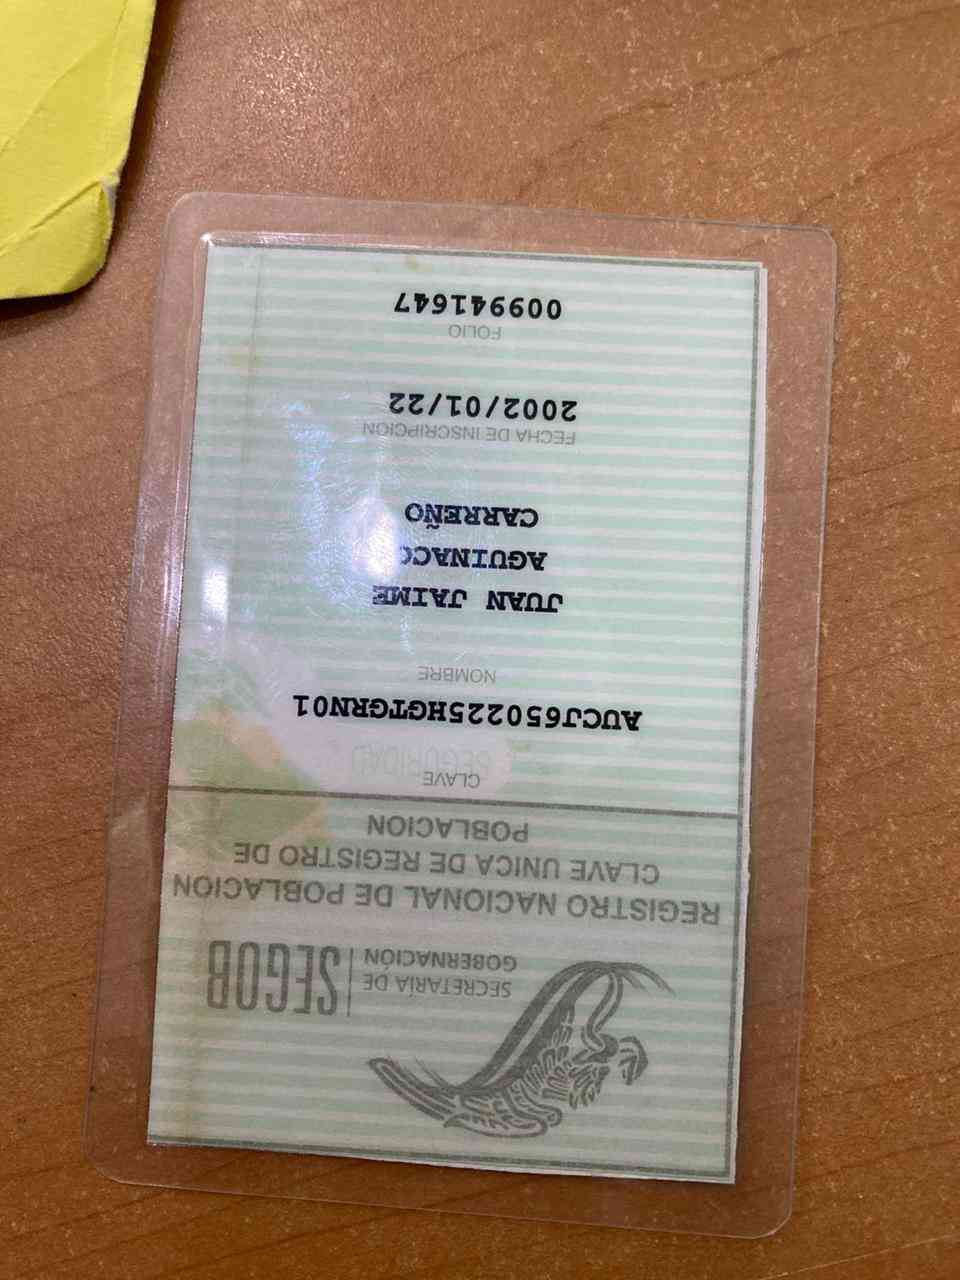 SECRETARÍA DE
GOBERNACIÓN
SEGOB
REGISTRO NACIONAL DE POBLACION
CLAVE UNICA DE REGISTRO DE
POBLACION
CLAVE
SEGURIDAD
AUCJ650225HGTGRN01
NOMBRE
JUAN JAIME
AGUINACO
CARREÑO
FECHA DE INSCRIPCION
2002/01/22
FOLIO
009941647